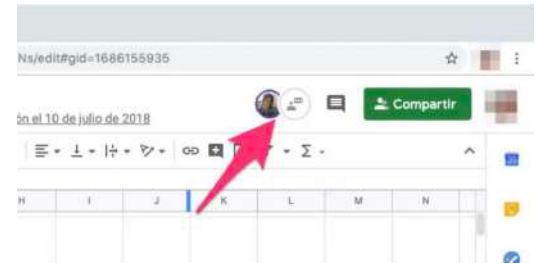 Ns/edit#gid=1686155935
ón el 10 de julio de 2018
Compartir
H I J K L M N